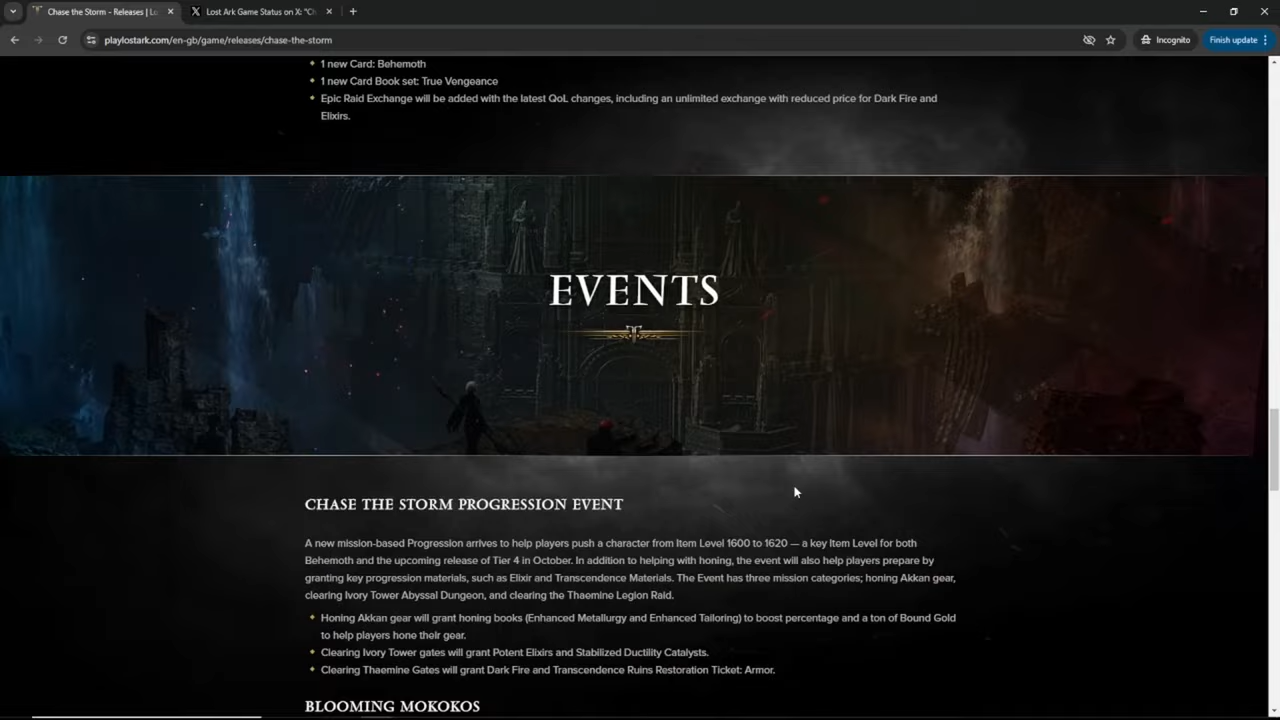 Chase the Storm - Releases | Lo
Lost Ark Game Status on X: "Ch
playlostark.com/en-gb/game/releases/chase-the-storm
Incognito
Finish update
1 new Card: Behemoth
1 new Card Book set: True Vengeance
Epic Raid Exchange will be added with the latest QoL changes, including an unlimited exchange with reduced price for Dark Fire and
Elixirs.
EVENTS
CHASE THE STORM PROGRESSION EVENT
A new mission-based Progression arrives to help players push a character from Item Level 1600 to 1620 — a key Item Level for both
Behemoth and the upcoming release of Tier 4 in October. In addition to helping with honing, the event will also help players prepare by
granting key progression materials, such as Elixir and Transcendence Materials. The Event has three mission categories; honing Akkan gear,
clearing Ivory Tower Abyssal Dungeon, and clearing the Thaemine Legion Raid.
Honing Akkan gear will grant honing books (Enhanced Metallurgy and Enhanced Tailoring) to boost percentage and a ton of Bound Gold
to help players hone their gear.
Clearing Ivory Tower gates will grant Potent Elixirs and Stabilized Ductility Catalysts.
Clearing Thaemine Gates will grant Dark Fire and Transcendence Ruins Restoration Ticket: Armor.
BLOOMING MOKOKOS